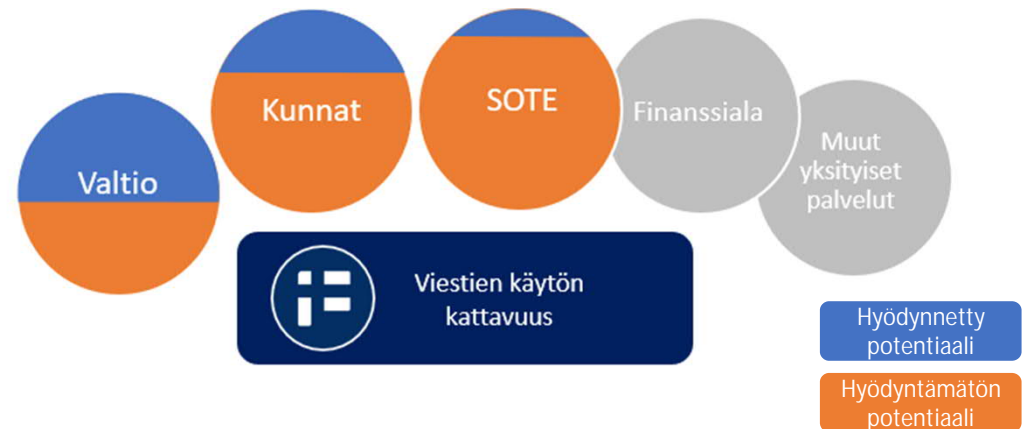 Valtio
Kunnat
SOTE
Finanssiala
Muut
yksityiset
palvelut
Viestien käytön
kattavuus
Hyödynnetty
potentiaali
Hyödyntämätön
potentiaali